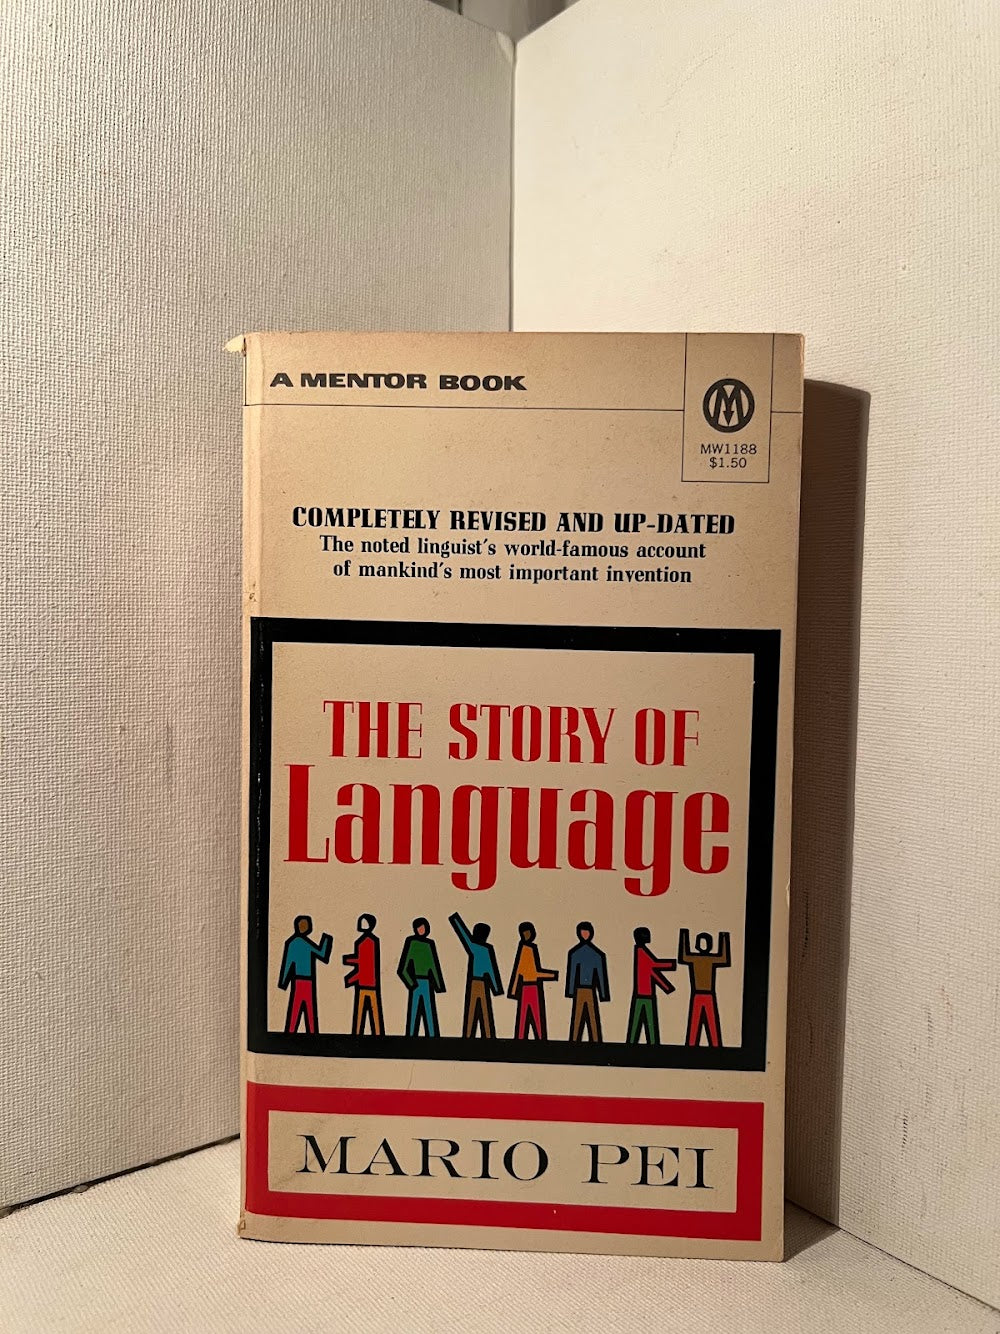 A MENTOR BOOK
M
MW1188
$1.50
COMPLETELY REVISED AND UP-DATED
The noted linguist's world-famous account
of mankind's most important invention
THE STORY OF
Language
MARIO PEI